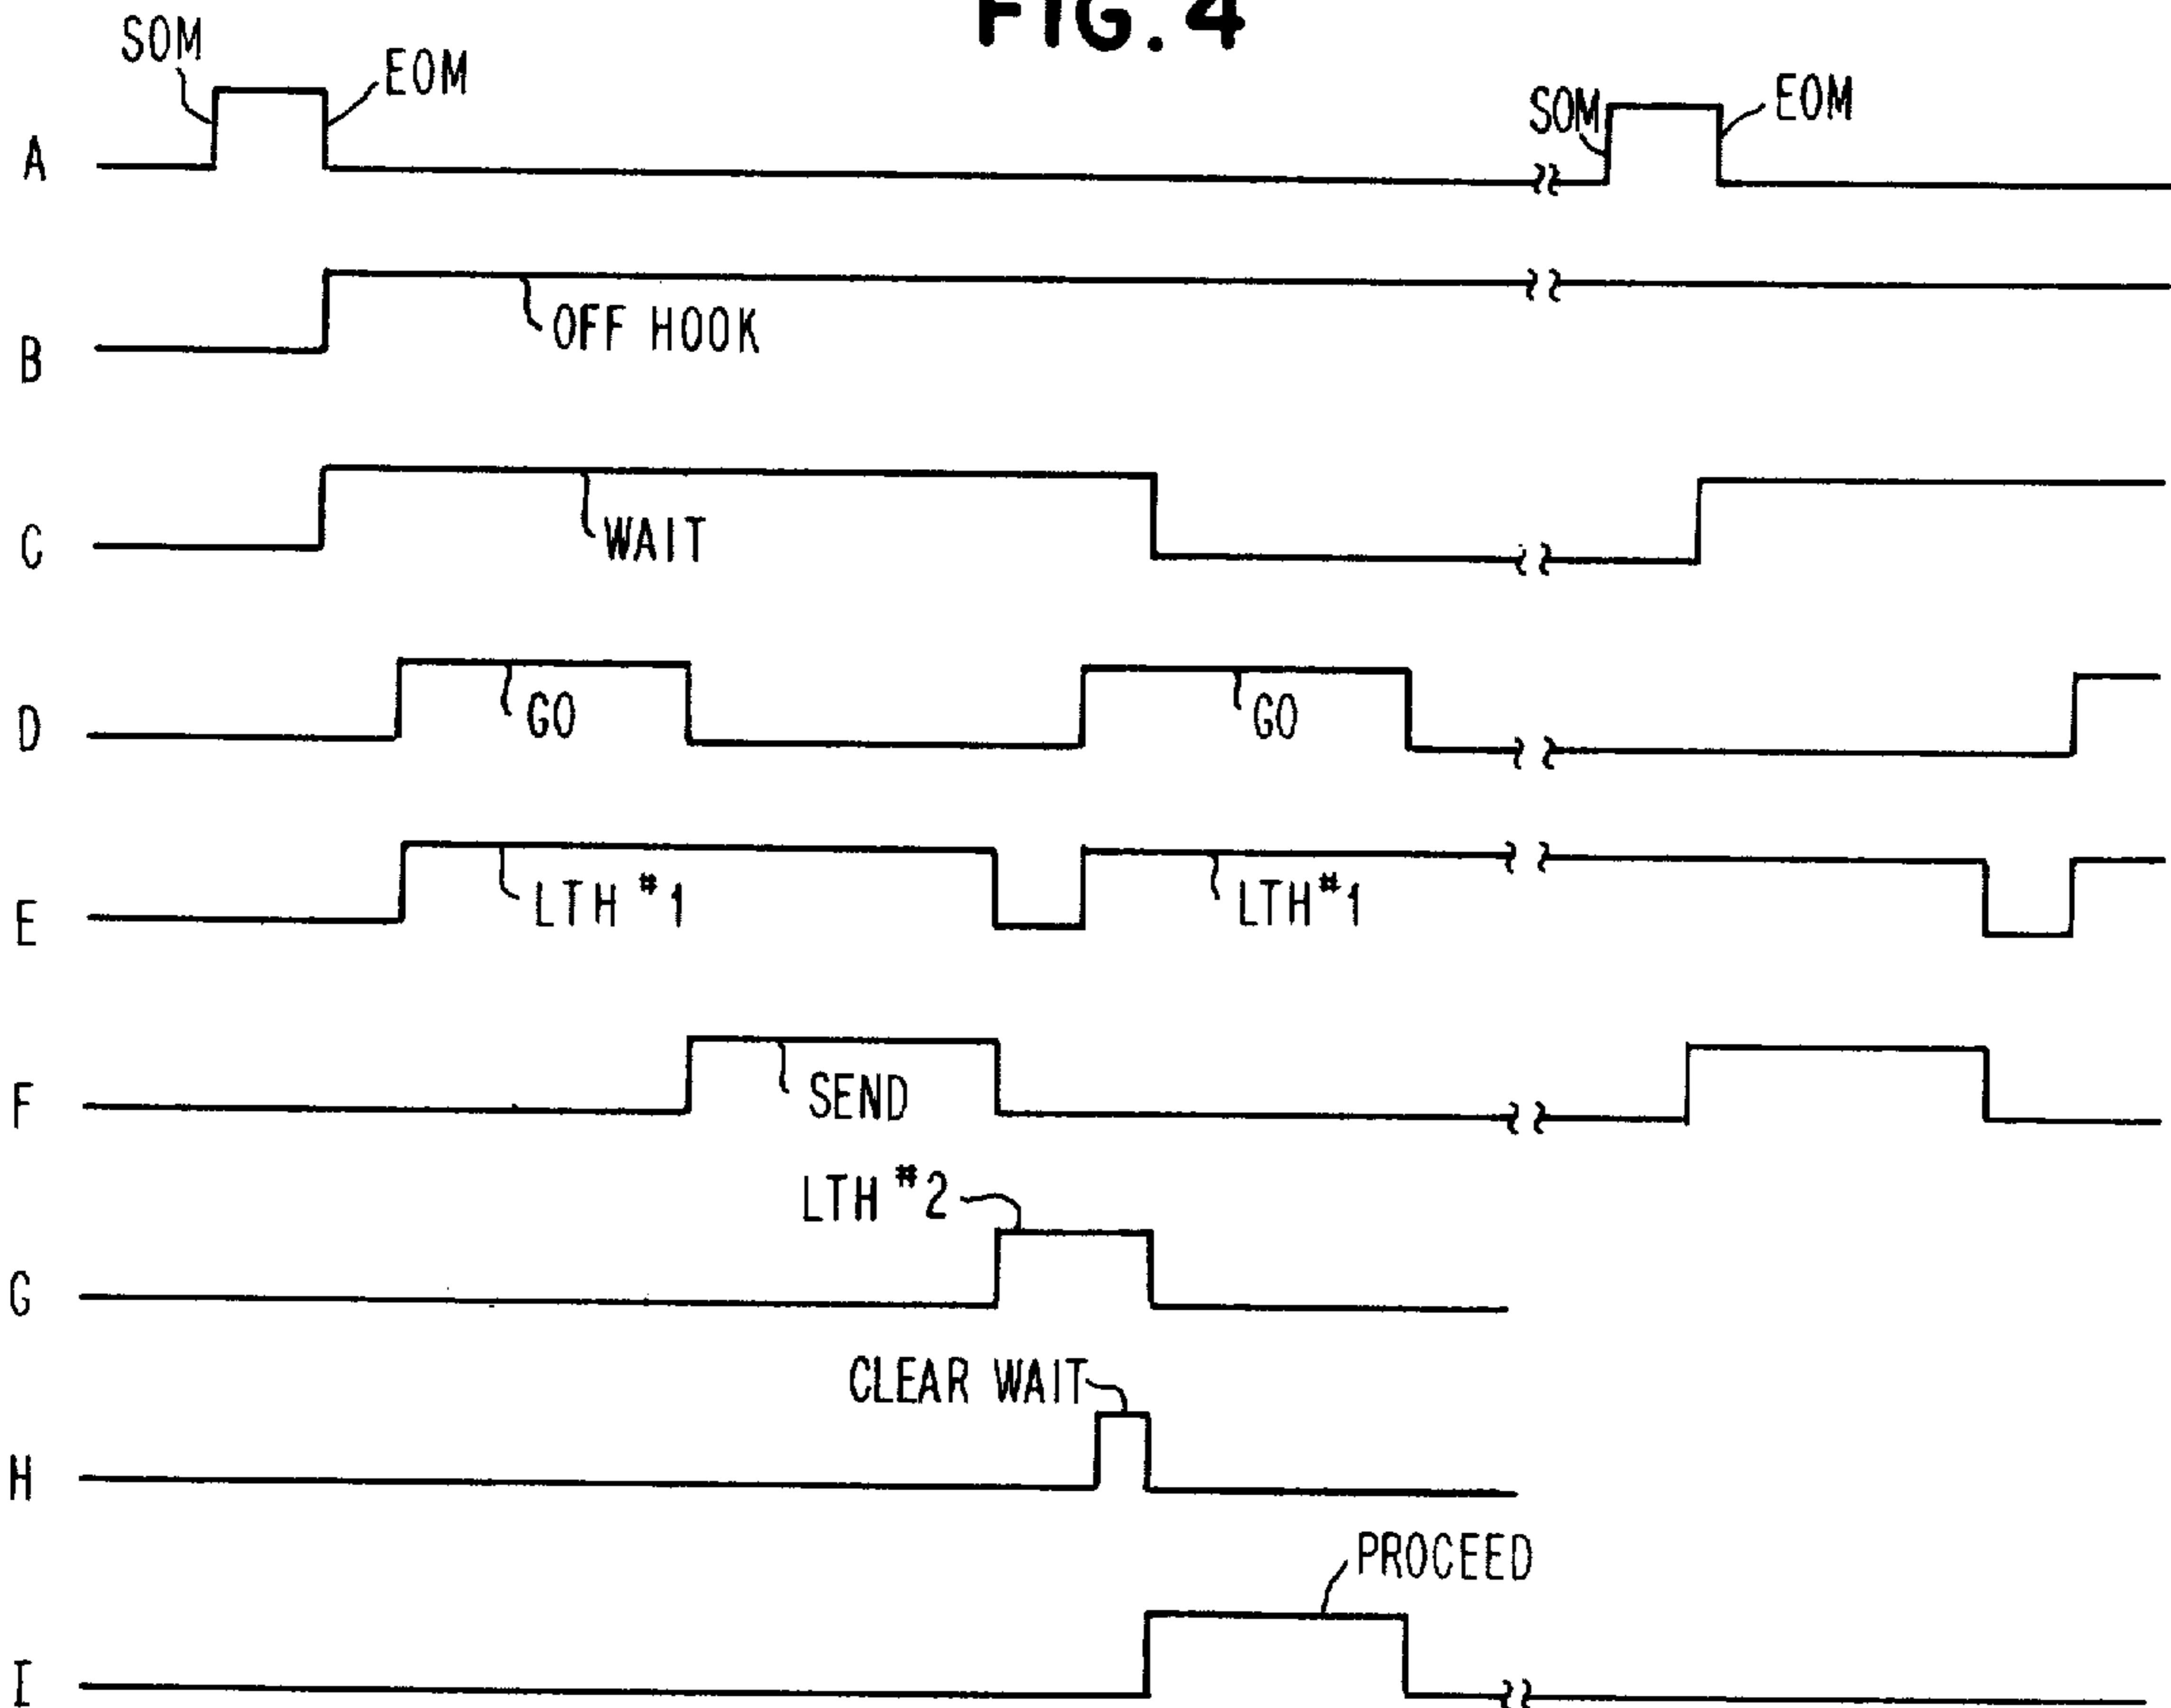 FIG. 4
SOM
EOM
SOM
EOM
A
OFF HOOK
B
WAIT
C
GO
GO
D
LTH #1
LTH #1
E
SEND
F
LTH #2
G
CLEAR WAIT
H
PROCEED
I